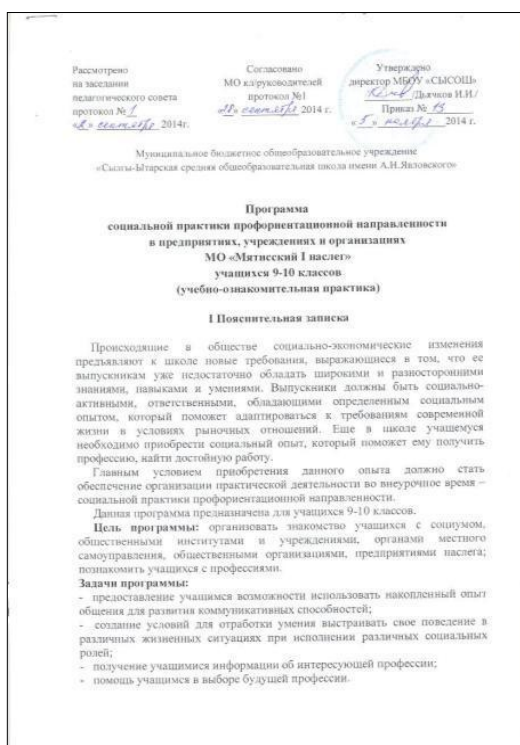 Рассмотрено
на заседании
педагогического совета
протокол № 1
«2» сентября 2014г.
Согласовано
МО кл/руководителей
протокол №1
«28» сентября 2014 г.
Утверждено
директор МБОУ «СЫСОШ»
/Дьячков И.И./
Приказ №
«5» ноября 2014 г.
Муниципальное бюджетное общеобразовательное учреждение
«Сылгы-Ытарская средняя общеобразовательная школа имени А.Н.Явловского»
Программа
социальной практики профориентационной направленности
в предприятиях, учреждениях и организациях
МО «Мятисский I наслег»
учащихся 9-10 классов
(учебно-ознакомительная практика)
I Пояснительная записка
Происходящие в обществе социально-экономические изменения
предъявляют к школе новые требования, выражающиеся в том, что ее
выпускникам уже недостаточно обладать широкими и разносторонними
знаниями, навыками и умениями. Выпускники должны быть социально-
активными, ответственными, обладающими определенным социальным
опытом, который поможет адаптироваться к требованиям современной
жизни в условиях рыночных отношений. Еще в школе учащемуся
необходимо приобрести социальный опыт, который поможет ему получить
профессию, найти достойную работу.
Главным условием приобретения данного опыта должно стать
обеспечение организации практической деятельности во внеурочное время –
социальной практики профориентационной направленности.
Данная программа предназначена для учащихся 9-10 классов.
Цель программы: организовать знакомство учащихся с социумом,
общественными институтами и учреждениями, органами местного
самоуправления, общественными организациями, предприятиями наслега;
познакомить учащихся с профессиями.
Задачи программы:
- предоставление учащимся возможности использовать накопленный опыт
общения для развития коммуникативных способностей;
- создание условий для отработки умения выстраивать свое поведение в
различных жизненных ситуациях при исполнении различных социальных
ролей;
- получение учащимися информации об интересующей профессии;
- помощь учащимся в выборе будущей профессии.